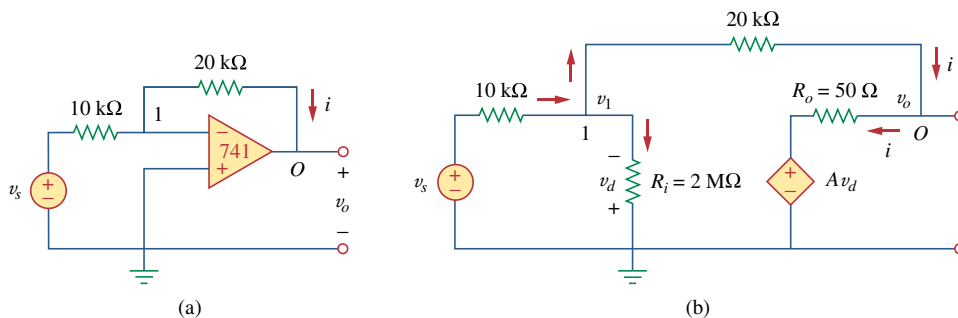 20 kΩ
10 kΩ
1
i
−
741
+
O
v_s
+
−
+
v_o
−
(a)
20 kΩ
i
10 kΩ
v_1
R_o = 50 Ω
v_o
1
O
i
−
v_s
+
−
v_d
R_i = 2 MΩ
+
+
−
Av_d
(b)